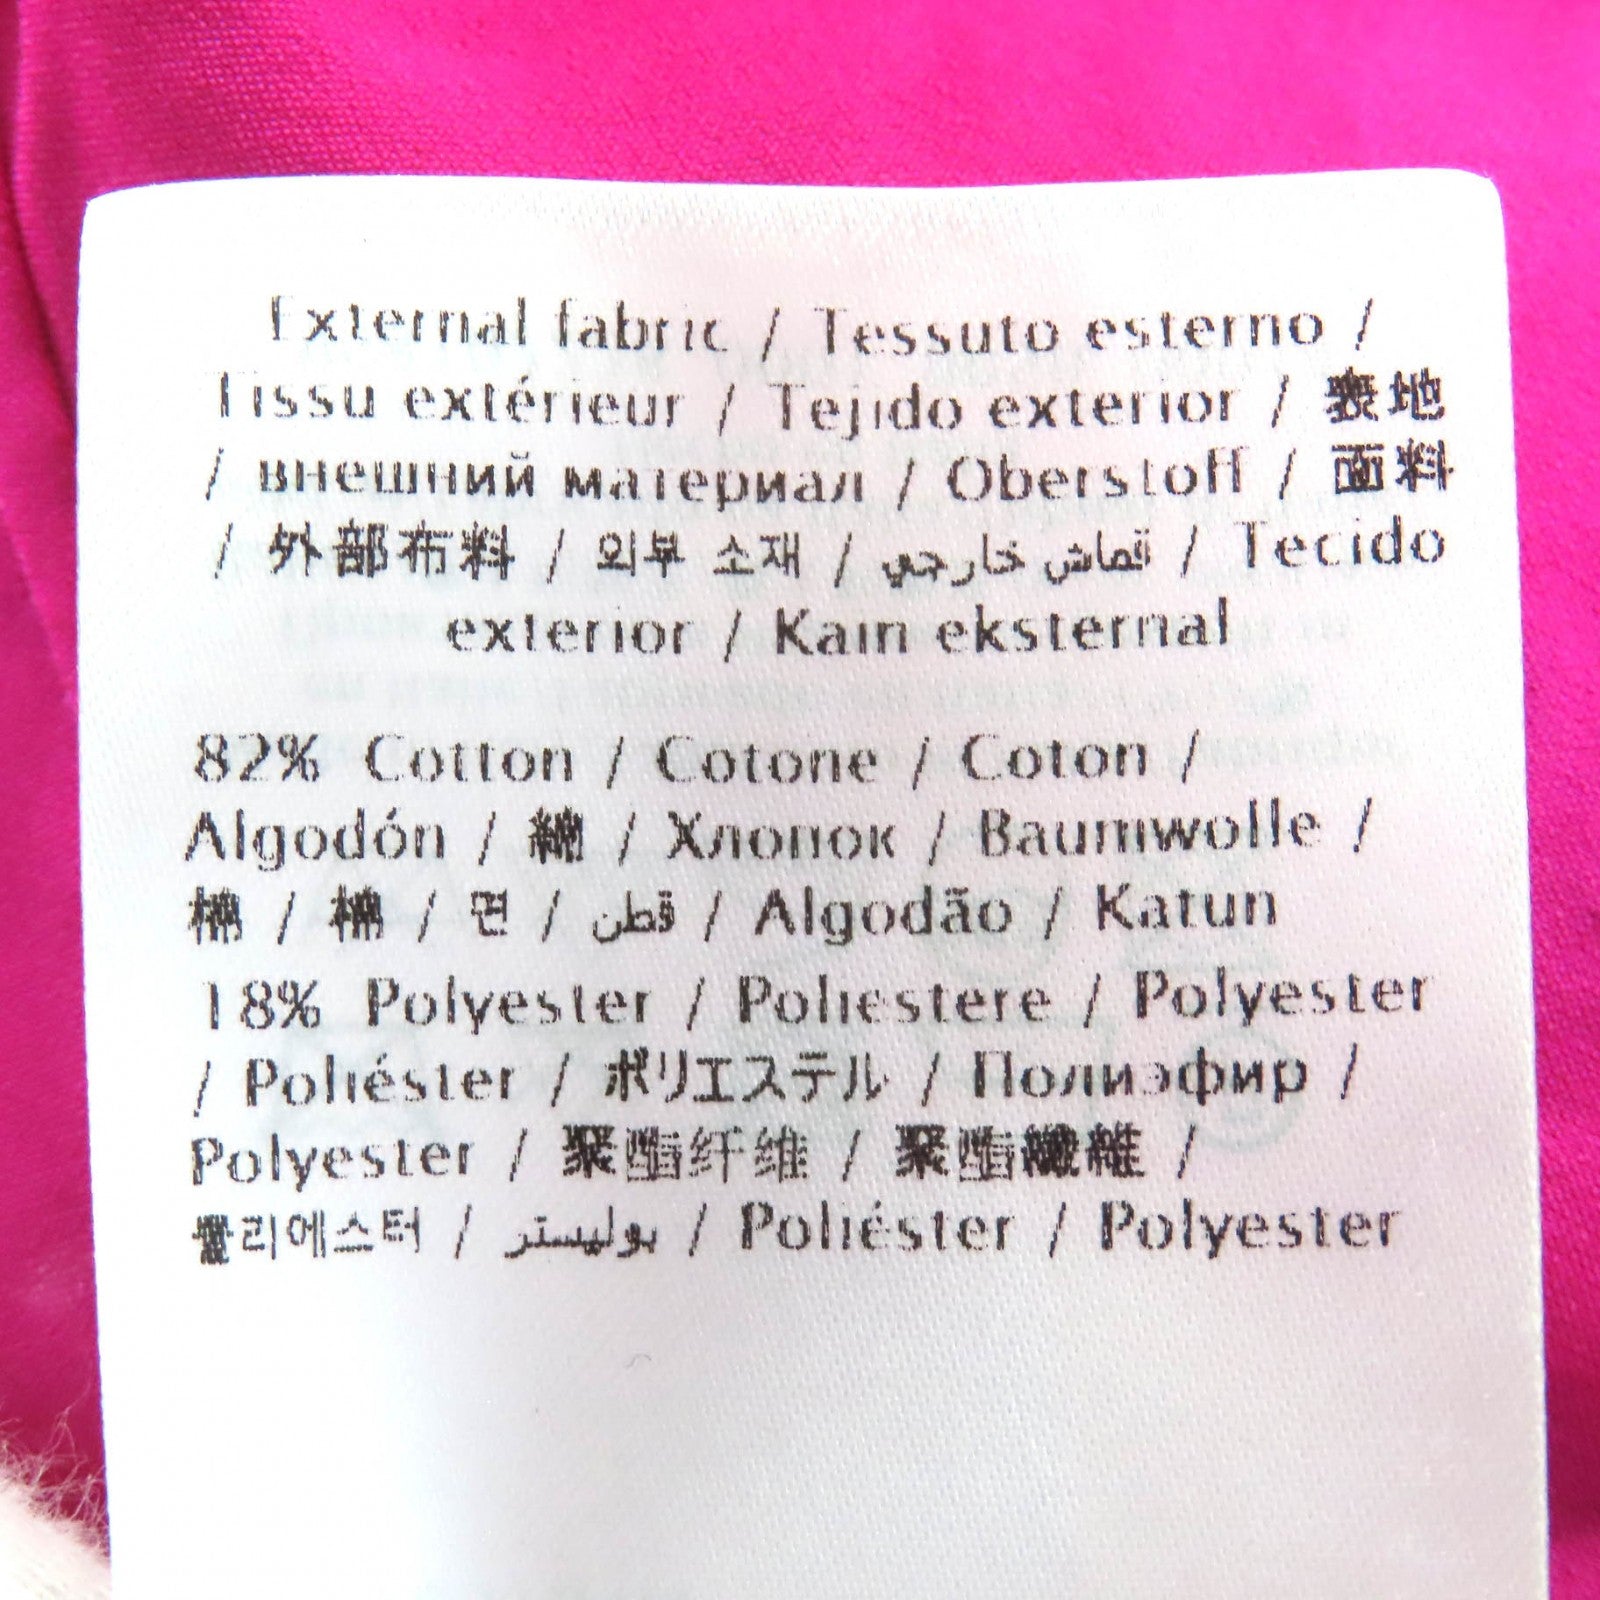 External fabric / Tessuto esterno /
Tissu extérieur / Tejido exterior / 表地
/ внешний материал / Oberstoff / 面料
/ 外部布料 / 외부 소재 / قماش خارجي / Tecido
exterior / Kain eksternal
82% Cotton / Cotone / Coton /
Algodón / 綿 / Хлопок / Baumwolle /
棉 / 棉 / 면 / قطن / Algodão / Katun
18% Polyester / Poliestere / Polyester
/ Poliéster / ポリエステル / Полиэфир /
Polyester / 聚酯纤维 / 聚酯纖維 /
폴리에스터 / بوليستر / Poliéster / Polyester